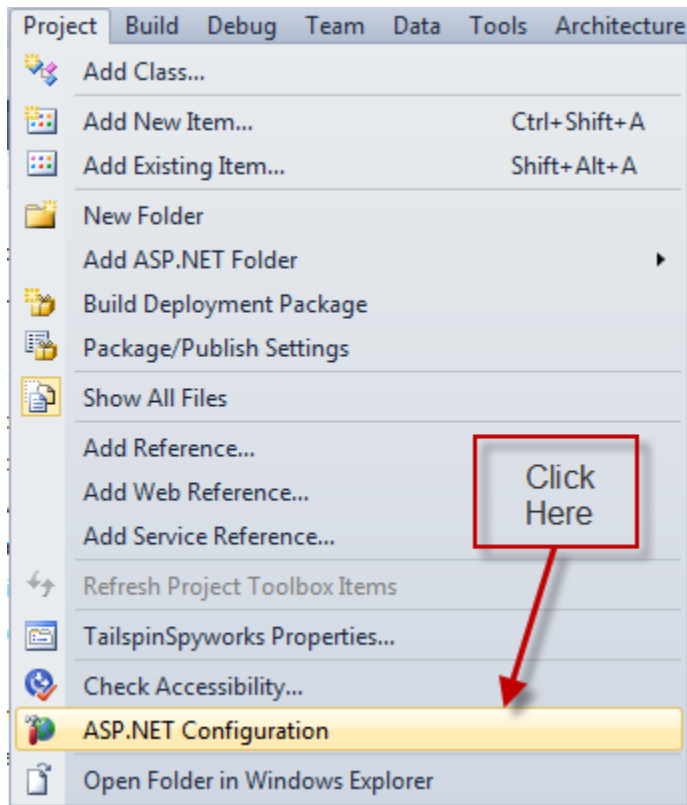 Project Build Debug Team Data Tools Architecture
Add Class...
Add New Item... Ctrl+Shift+A
Add Existing Item... Shift+Alt+A
New Folder
Add ASP.NET Folder
Build Deployment Package
Package/Publish Settings
Show All Files
Add Reference...
Add Web Reference...
Add Service Reference...
Click
Here
Refresh Project Toolbox Items
TailspinSpyworks Properties...
Check Accessibility...
ASP.NET Configuration
Open Folder in Windows Explorer